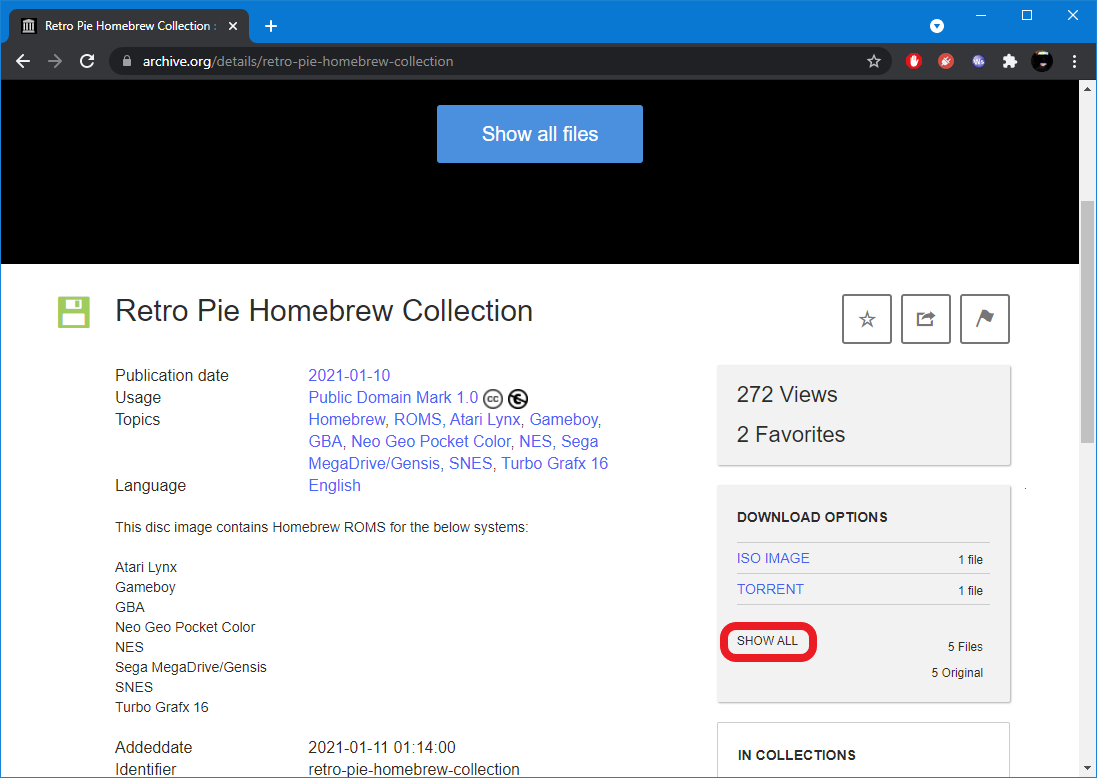 Retro Pie Homebrew Collection :
archive.org/details/retro-pie-homebrew-collection
Show all files
Retro Pie Homebrew Collection
Publication date 2021-01-10
Usage Public Domain Mark 1.0 cc
Topics Homebrew, ROMS, Atari Lynx, Gameboy,
GBA, Neo Geo Pocket Color, NES, Sega
MegaDrive/Gensis, SNES, Turbo Grafx 16
Language English
This disc image contains Homebrew ROMS for the below systems:
Atari Lynx
Gameboy
GBA
Neo Geo Pocket Color
NES
Sega MegaDrive/Gensis
SNES
Turbo Grafx 16
Addeddate 2021-01-11 01:14:00
Identifier retro-pie-homebrew-collection
272 Views
2 Favorites
DOWNLOAD OPTIONS
ISO IMAGE 1 file
TORRENT 1 file
SHOW ALL 5 Files
5 Original
IN COLLECTIONS